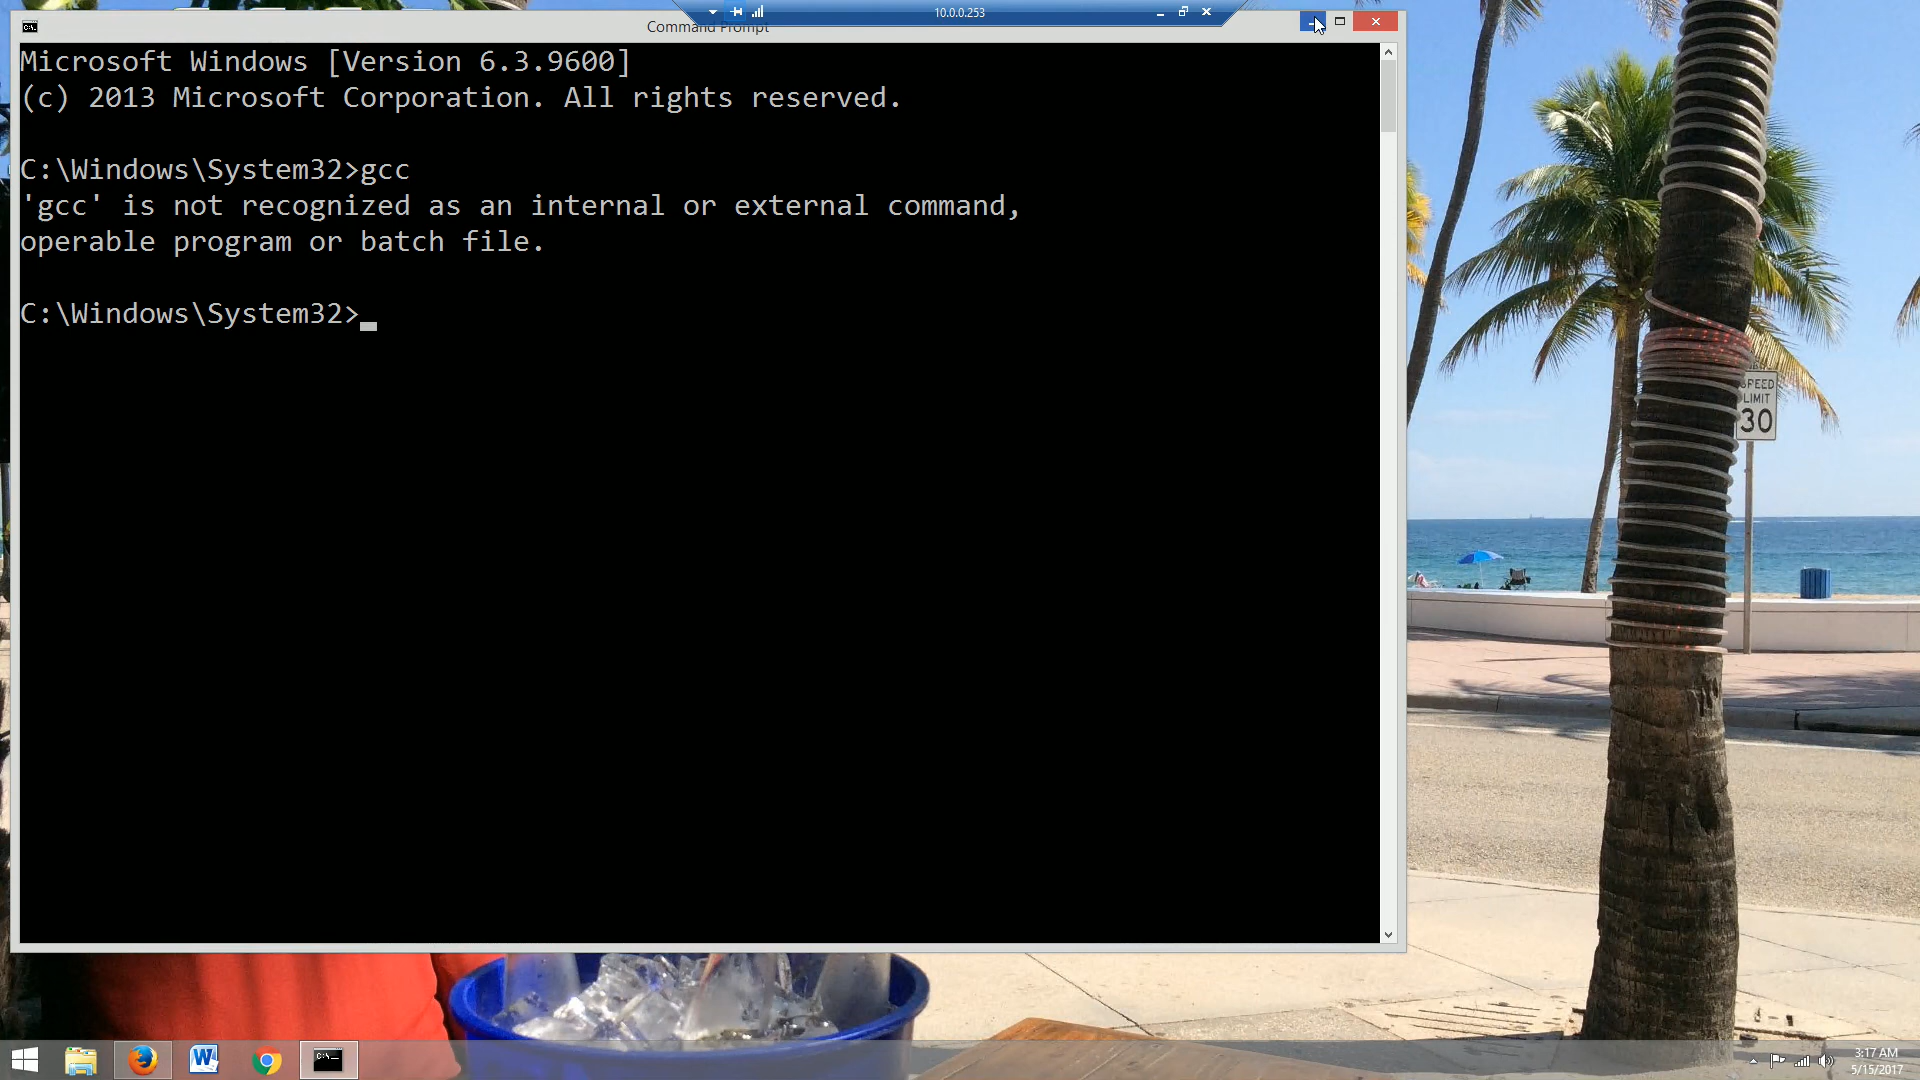 10.0.0.253
Command Prompt
Microsoft Windows [Version 6.3.9600]
(c) 2013 Microsoft Corporation. All rights reserved.
C:\Windows\System32>gcc
'gcc' is not recognized as an internal or external command,
operable program or batch file.
C:\Windows\System32>
SPEED
LIMIT
30
3:17 AM
5/15/2017